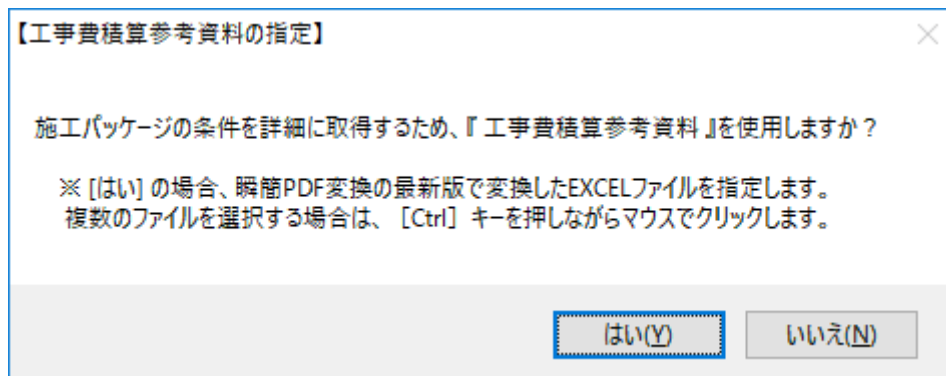 【工事費積算参考資料の指定】
施工パッケージの条件を詳細に取得するため、『 工事費積算参考資料 』を使用しますか？
※ [はい] の場合、瞬簡PDF変換の最新版で変換したEXCELファイルを指定します。
複数のファイルを選択する場合は、［Ctrl］キーを押しながらマウスでクリックします。
はい(Y) いいえ(N)